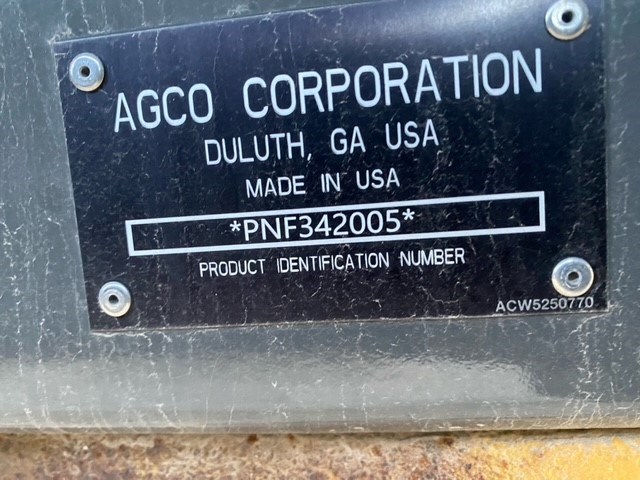 AGCO CORPORATION
DULUTH, GA USA
MADE IN USA
*PNF342005*
PRODUCT IDENTIFICATION NUMBER
ACW5250770